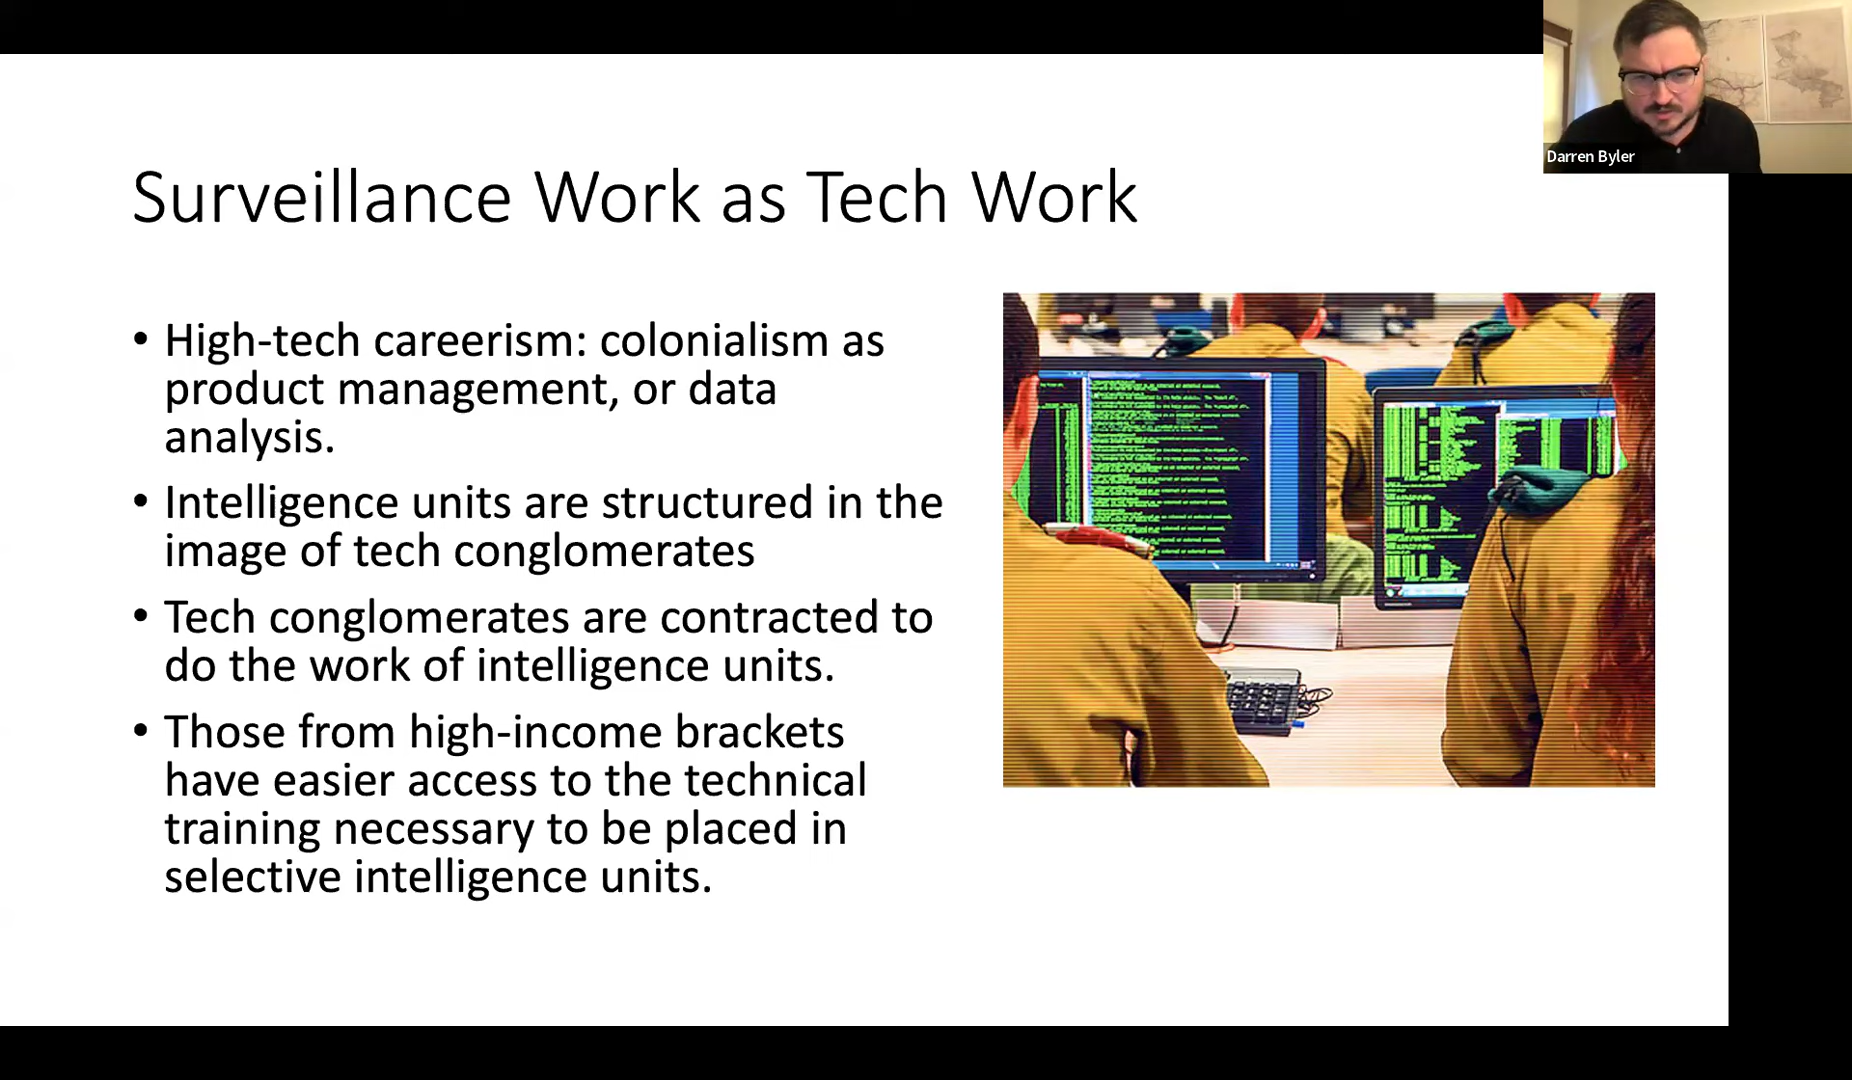 Darren Byler
Surveillance Work as Tech Work
• High-tech careerism: colonialism as
product management, or data
analysis.
• Intelligence units are structured in the
image of tech conglomerates
• Tech conglomerates are contracted to
do the work of intelligence units.
• Those from high-income brackets
have easier access to the technical
training necessary to be placed in
selective intelligence units.